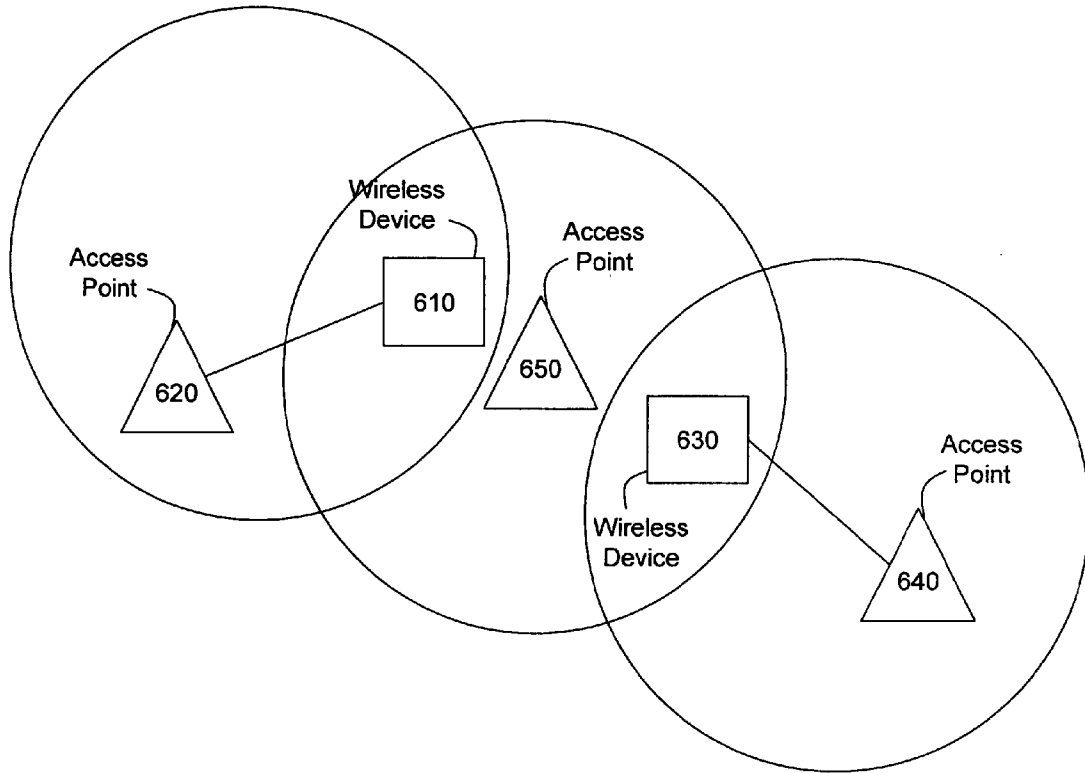 Wireless
Device
610
Access
Point
620
Access
Point
650
630
Wireless
Device
Access
Point
640